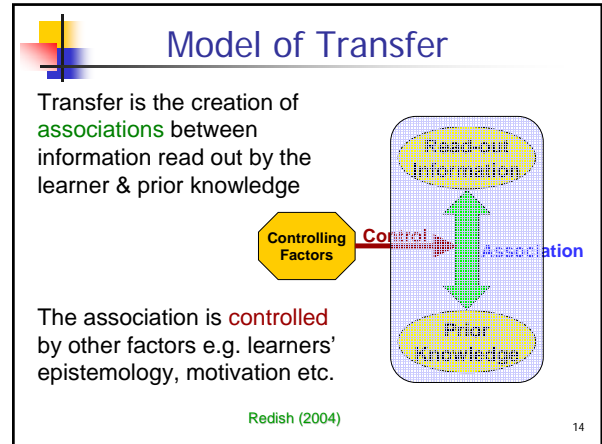 Model of Transfer
Transfer is the creation of
associations between
information read out by the
learner & prior knowledge
Read-out
Information
Controlling
Factors
Control
Association
The association is controlled
by other factors e.g. learners'
epistemology, motivation etc.
Prior
Knowledge
Redish (2004)
14